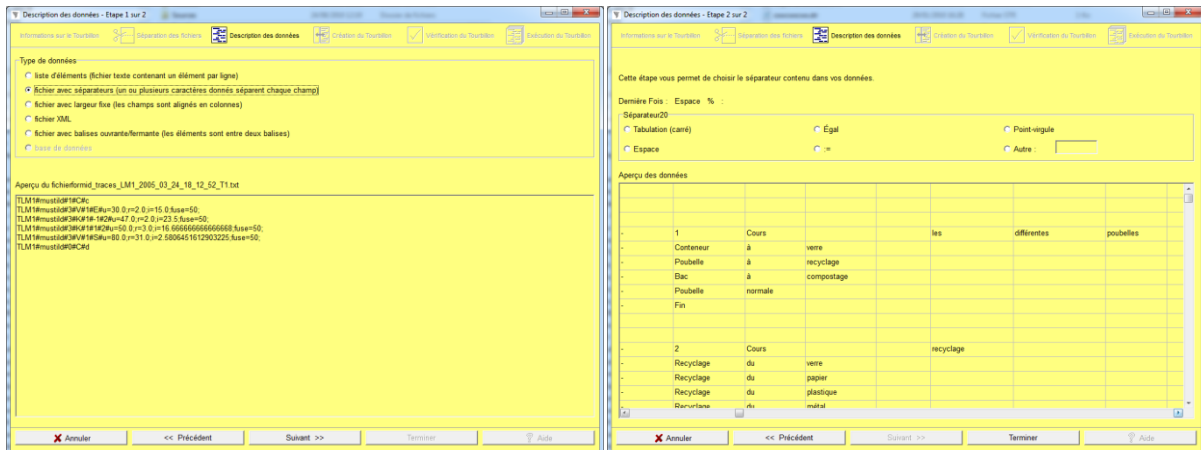 Description des données - Etape 1 sur 2
Informations sur le Tourbillon
Séparation des fichiers
Description des données
Création du Tourbillon
Vérification du Tourbillon
Exécution du Tourbillon
Type de données
liste d'éléments (fichier texte contenant un élément par ligne)
fichier avec séparateurs (un ou plusieurs caractères donnés séparent chaque champ)
fichier avec largeur fixe (les champs sont alignés en colonnes)
fichier XML
fichier avec balises ouvrante/fermante (les éléments sont entre deux balises)
base de données
Aperçu du fichierformid_traces_LM1_2005_03_24_18_12_52_T1.txt
TLM1#mustild#1#C#c
TLM1#mustild#3#V#1#E#u=30.0;r=2.0;i=15.0;fuse=50;
TLM1#mustild#3#K#1#-1#2#u=47.0;r=2.0;i=23.5;fuse=50;
TLM1#mustild#3#K#1#1#2#u=50.0;r=3.0;i=16.666666666666668;fuse=50;
TLM1#mustild#3#V#1#S#u=80.0;r=31.0;i=2.5806451612903225;fuse=50;
TLM1#mustild#0#C#d
Annuler << Précédent Suivant >> Terminer Aide
Description des données - Etape 2 sur 2
Informations sur le Tourbillon
Séparation des fichiers
Description des données
Création du Tourbillon
Vérification du Tourbillon
Exécution du Tourbillon
Cette étape vous permet de choisir le séparateur contenu dans vos données.
Dernière Fois : Espace % :
Séparateur20
Tabulation (carré) Égal Point-virgule
Espace := Autre :
Aperçu des données
- 1 Cours les différentes poubelles
- Conteneur à verre
- Poubelle à recyclage
- Bac à compostage
- Poubelle normale
- Fin
- 2 Cours recyclage
- Recyclage du verre
- Recyclage du papier
- Recyclage du plastique
- Recyclage du métal
Annuler << Précédent Suivant >> Terminer Aide